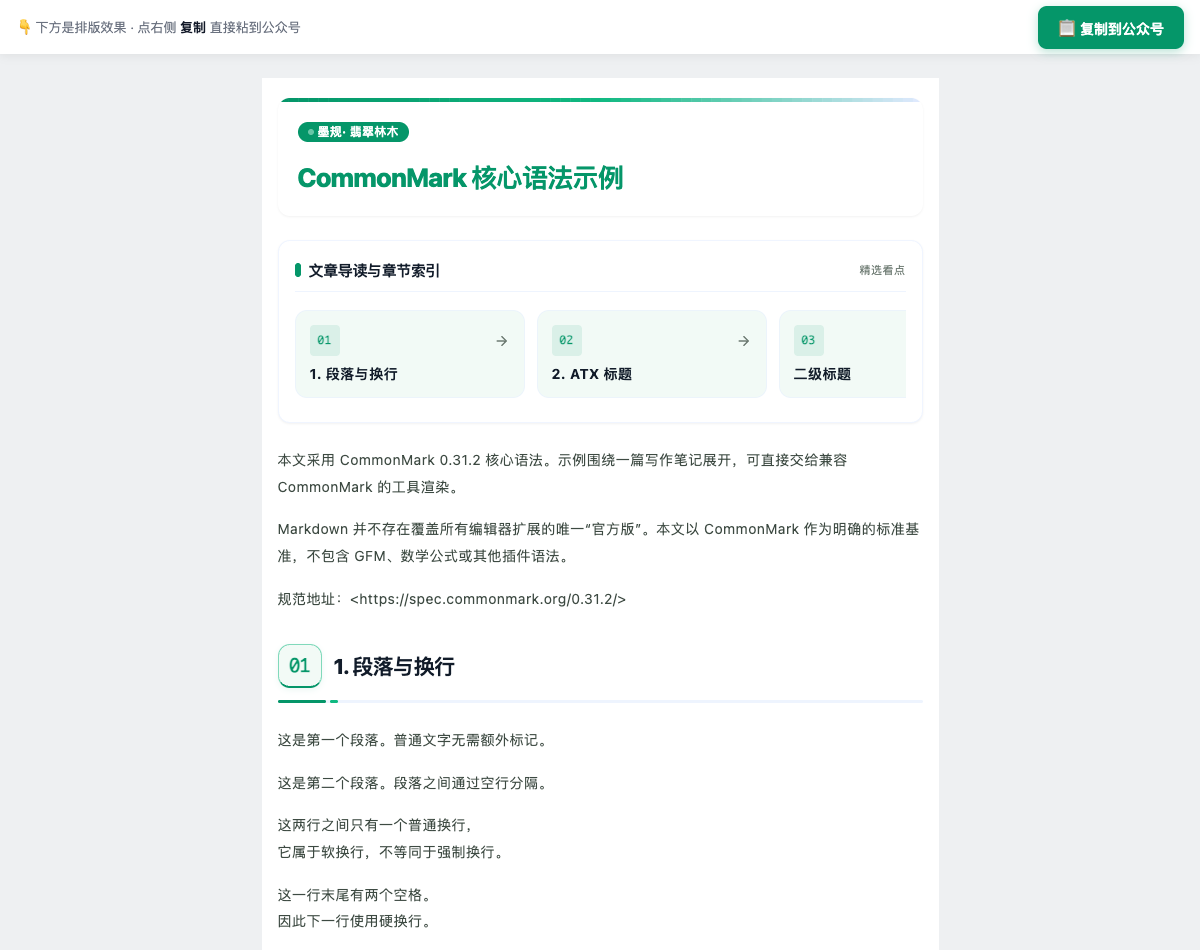 👇 下方是排版效果 · 点右侧 复制 直接粘到公众号
📋 复制到公众号
墨规· 翡翠林木
CommonMark 核心语法示例
文章导读与章节索引
精选看点
01 →
1. 段落与换行
02 →
2. ATX 标题
03
二级标题
本文采用 CommonMark 0.31.2 核心语法。示例围绕一篇写作笔记展开，可直接交给兼容
CommonMark 的工具渲染。
Markdown 并不存在覆盖所有编辑器扩展的唯一“官方版”。本文以 CommonMark 作为明确的标准基
准，不包含 GFM、数学公式或其他插件语法。
规范地址：<https://spec.commonmark.org/0.31.2/>
01 1. 段落与换行
这是第一个段落。普通文字无需额外标记。
这是第二个段落。段落之间通过空行分隔。
这两行之间只有一个普通换行，
它属于软换行，不等同于强制换行。
这一行末尾有两个空格。
因此下一行使用硬换行。